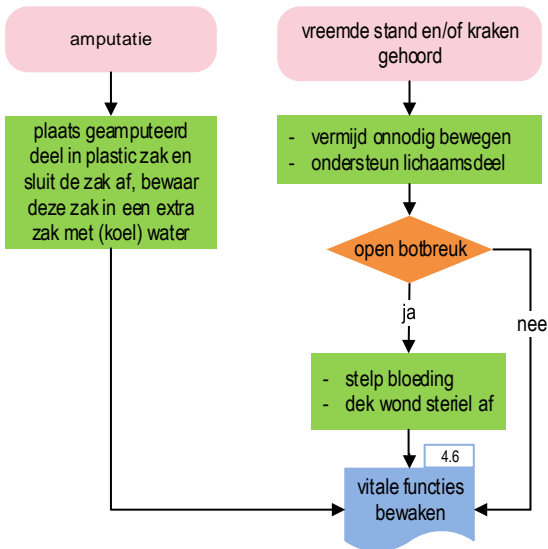 amputatie
plaats geamputeerd
deel in plastic zak en
sluit de zak af, bewaar
deze zak in een extra
zak met (koel) water
vreemde stand en/of kraken
gehoord
- vermijd onnodig bewegen
- ondersteun lichaamsdeel
open botbreuk
ja
nee
- stelp bloeding
- dek wond steriel af
4.6
vitale functies
bewaken